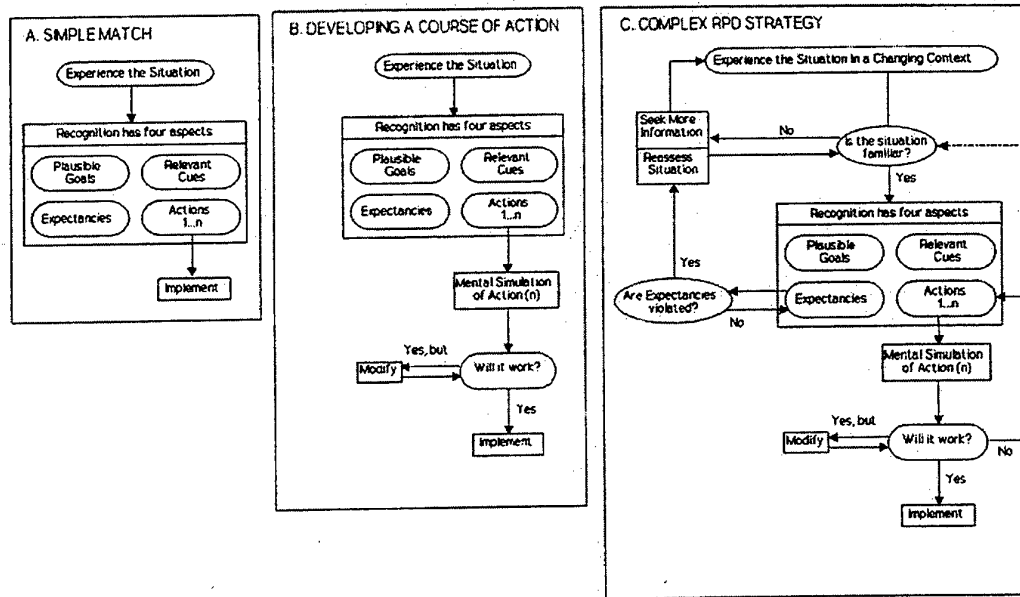 A. SIMPLE MATCH
Experience the Situation
Recognition has four aspects
Plausible
Goals
Relevant
Cues
Expectancies
Actions
1...n
Implement
B. DEVELOPING A COURSE OF ACTION
Experience the Situation
Recognition has four aspects
Plausible
Goals
Relevant
Cues
Expectancies
Actions
1...n
Mental Simulation
of Action (n)
Yes, but
Modify
Will it work?
Yes
Implement
C. COMPLEX RPD STRATEGY
Experience the Situation in a Changing Context
Seek More
Information
Reassess
Situation
No
Is the situation
familiar?
Yes
Recognition has four aspects
Plausible
Goals
Relevant
Cues
Yes
Are Expectancies
violated?
No
Expectancies
Actions
1...n
Mental Simulation
of Action (n)
Yes, but
Modify
Will it work?
No
Yes
Implement